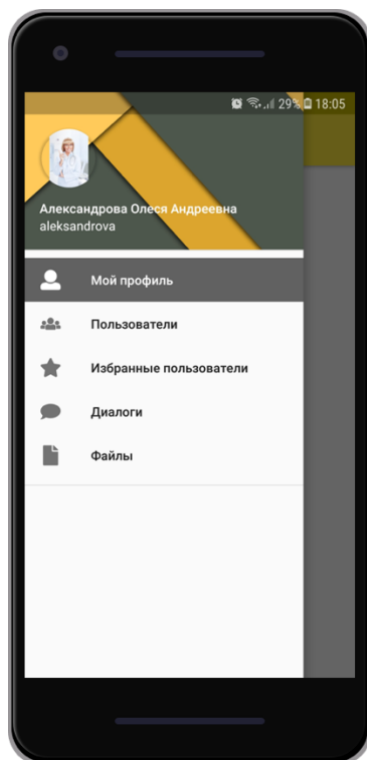 29% 18:05
Александрова Олеся Андреевна
aleksandrova
Мой профиль
Пользователи
Избранные пользователи
Диалоги
Файлы